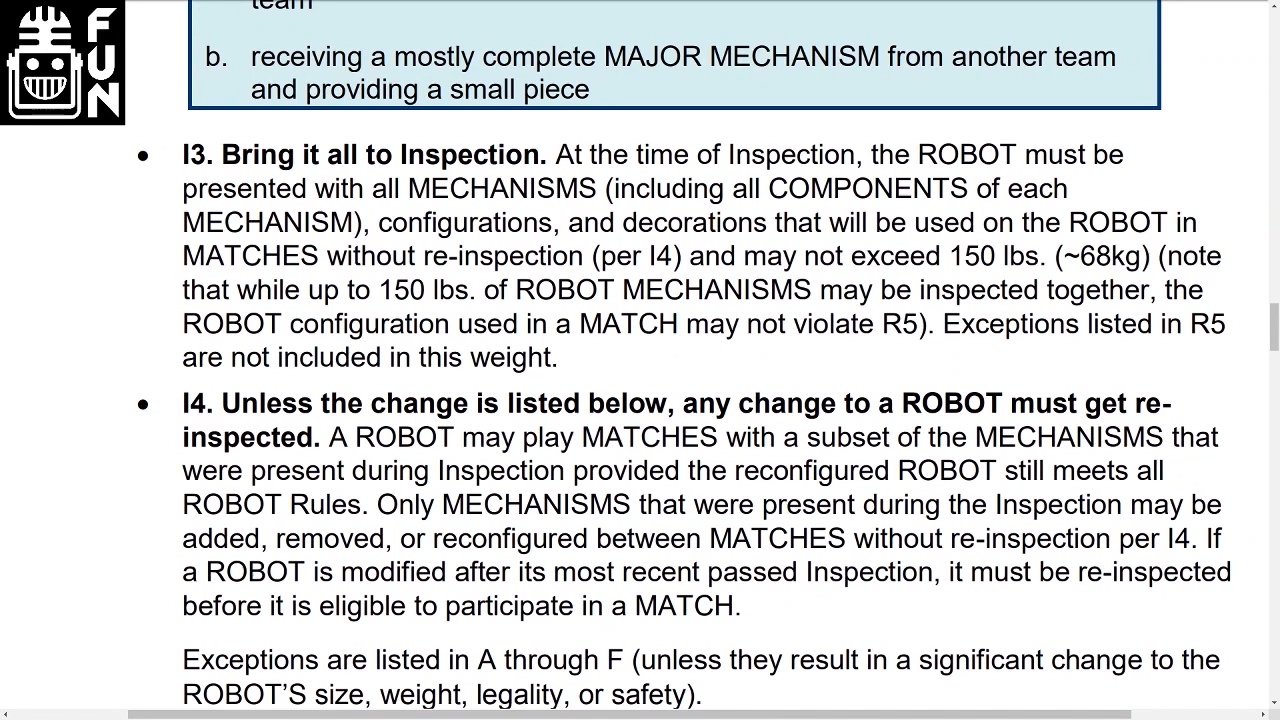 FUN
team
b. receiving a mostly complete MAJOR MECHANISM from another team
and providing a small piece
• I3. Bring it all to Inspection. At the time of Inspection, the ROBOT must be
presented with all MECHANISMS (including all COMPONENTS of each
MECHANISM), configurations, and decorations that will be used on the ROBOT in
MATCHES without re-inspection (per I4) and may not exceed 150 lbs. (~68kg) (note
that while up to 150 lbs. of ROBOT MECHANISMS may be inspected together, the
ROBOT configuration used in a MATCH may not violate R5). Exceptions listed in R5
are not included in this weight.
• I4. Unless the change is listed below, any change to a ROBOT must get re-
inspected. A ROBOT may play MATCHES with a subset of the MECHANISMS that
were present during Inspection provided the reconfigured ROBOT still meets all
ROBOT Rules. Only MECHANISMS that were present during the Inspection may be
added, removed, or reconfigured between MATCHES without re-inspection per I4. If
a ROBOT is modified after its most recent passed Inspection, it must be re-inspected
before it is eligible to participate in a MATCH.
Exceptions are listed in A through F (unless they result in a significant change to the
ROBOT'S size, weight, legality, or safety).